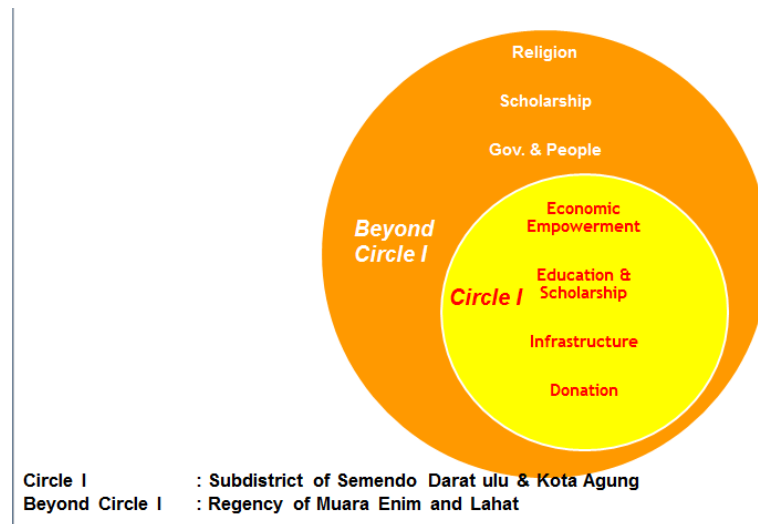 Religion
Scholarship
Gov. & People
Beyond
Circle I
Economic
Empowerment
Education &
Scholarship
Circle I
Infrastructure
Donation
Circle I : Subdistrict of Semendo Darat ulu & Kota Agung
Beyond Circle I : Regency of Muara Enim and Lahat